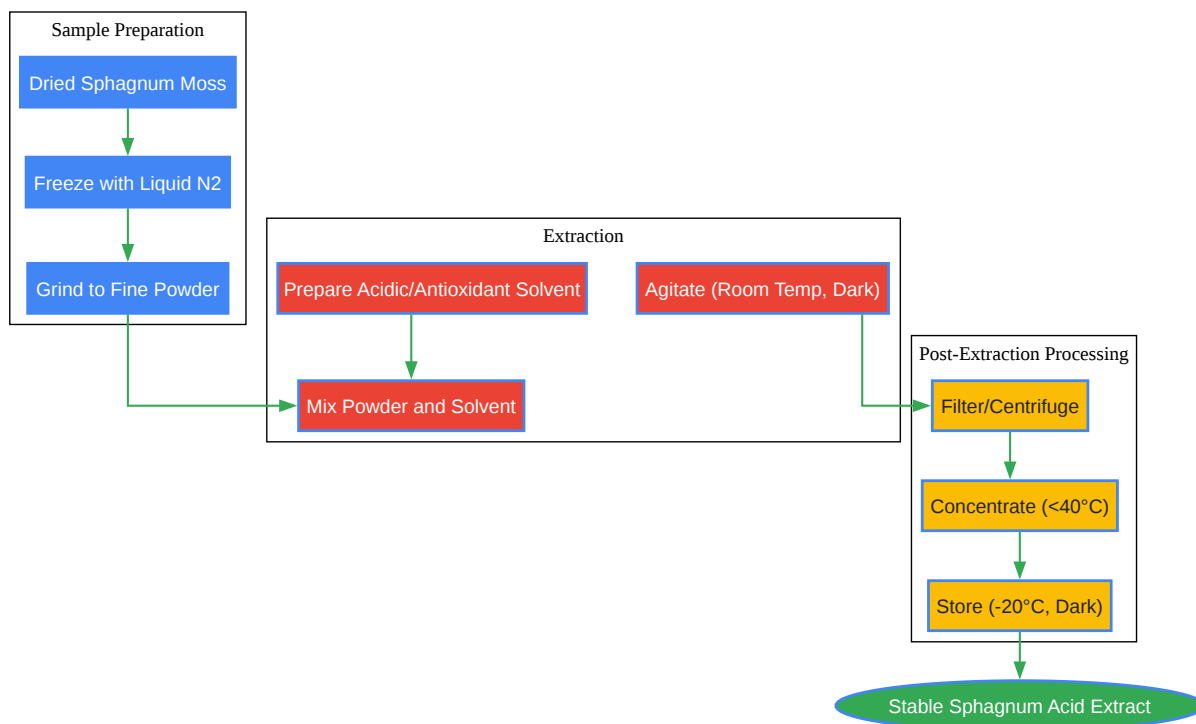 Sample Preparation
Dried Sphagnum Moss
Freeze with Liquid N2
Grind to Fine Powder
Extraction
Prepare Acidic/Antioxidant Solvent
Agitate (Room Temp, Dark)
Mix Powder and Solvent
Post-Extraction Processing
Filter/Centrifuge
Concentrate (<40°C)
Store (-20°C, Dark)
Stable Sphagnum Acid Extract